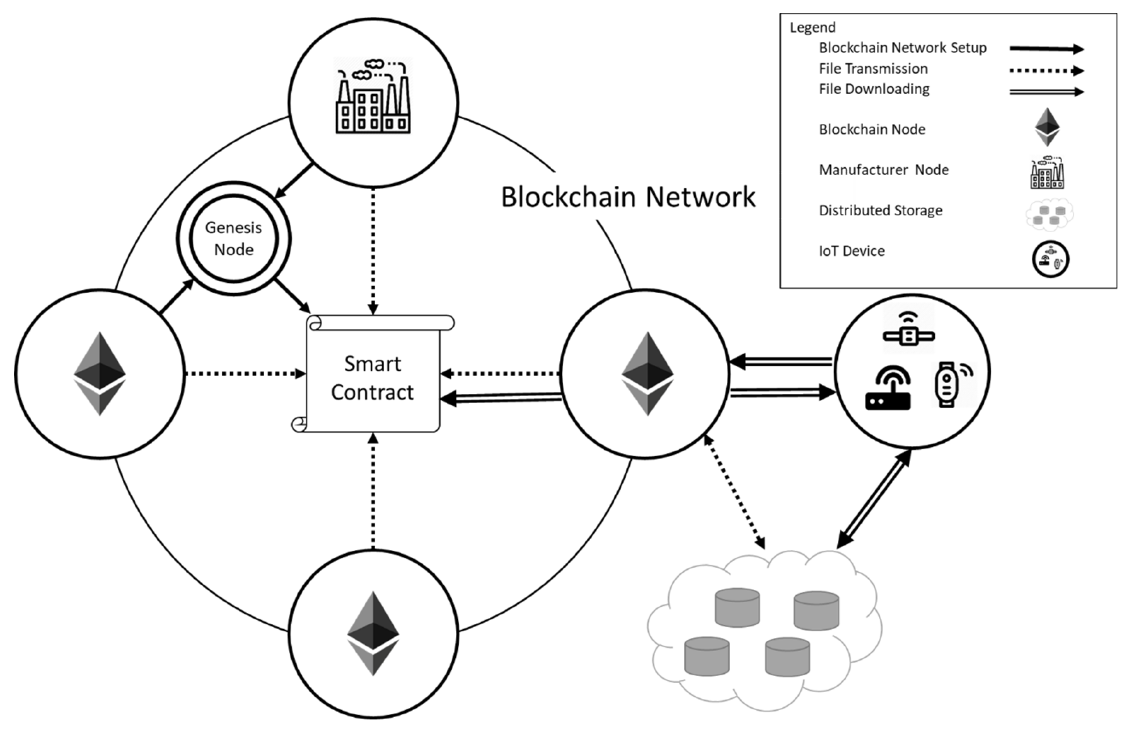 Legend
Blockchain Network Setup
File Transmission
File Downloading
Blockchain Node
Manufacturer Node
Distributed Storage
IoT Device
Blockchain Network
Genesis
Node
Smart
Contract